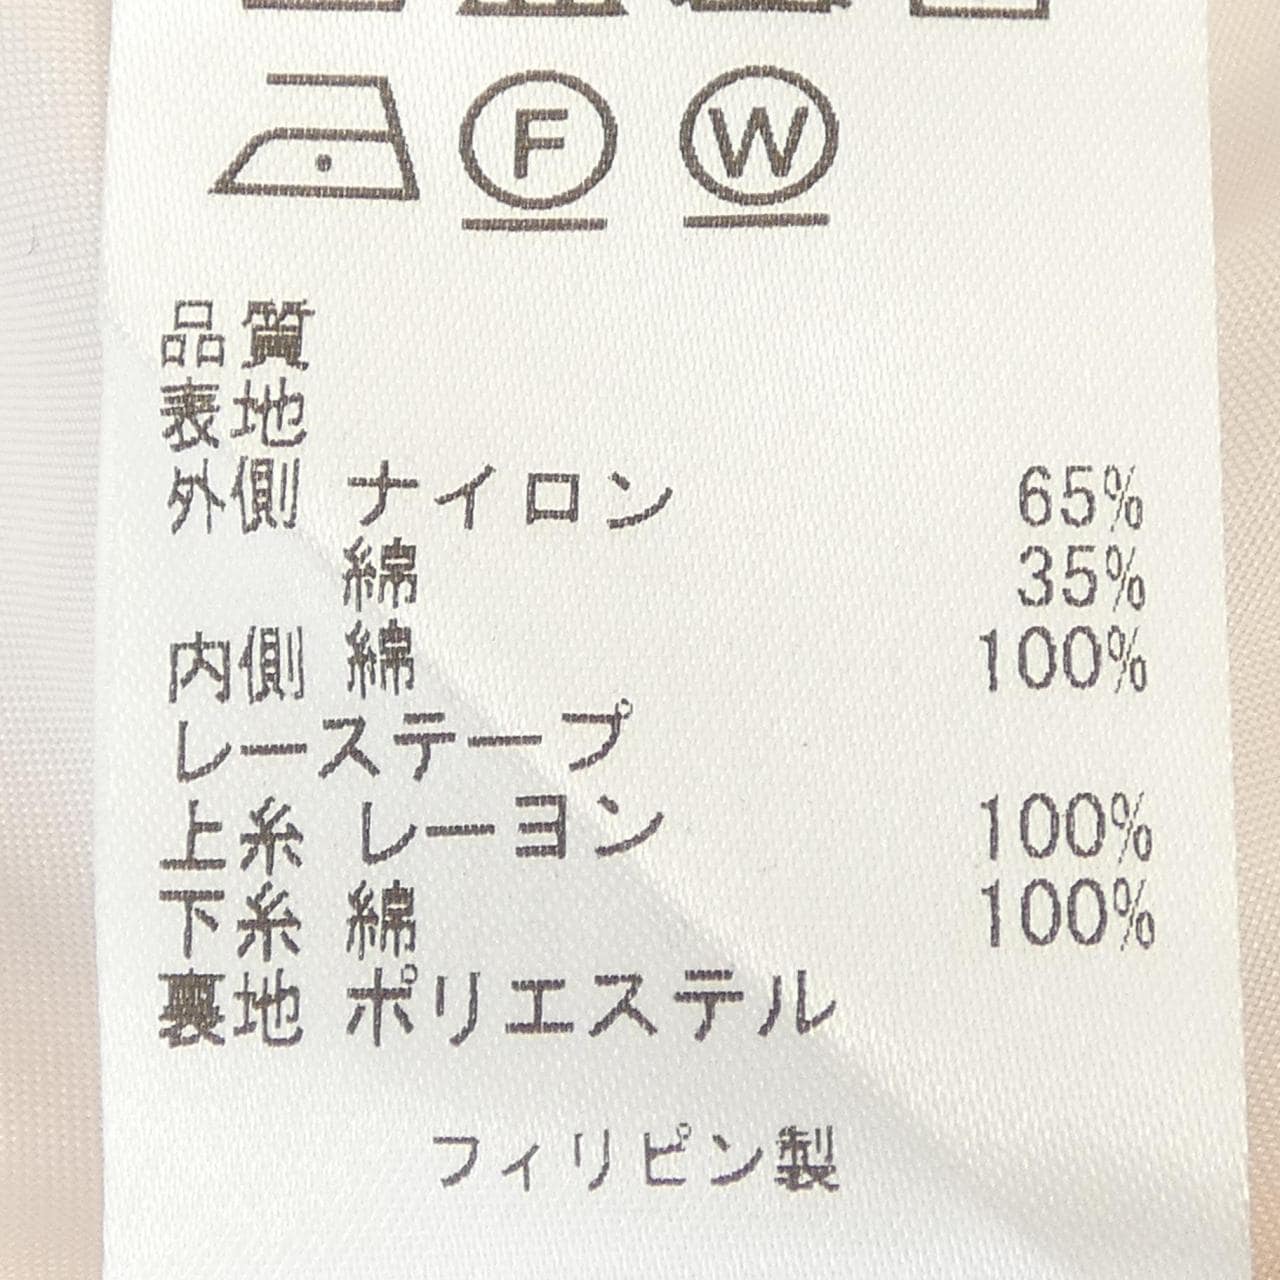 F W
品質
表地
外側 ナイロン 65%
綿 35%
内側 綿 100%
レーステープ
上糸 レーヨン 100%
下糸 綿 100%
裏地 ポリエステル
フィリピン製